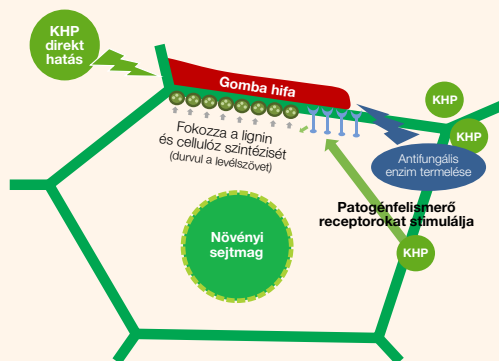 KHP
direkt
hatás
Gomba hifa
KHP
KHP
Fokozza a lignin
és cellulóz szintézisét
(durvul a levélszövet)
Antifungális
enzim termelése
Patogénfelismerő
receptorokat stimulálja
Növényi
sejtmag
KHP